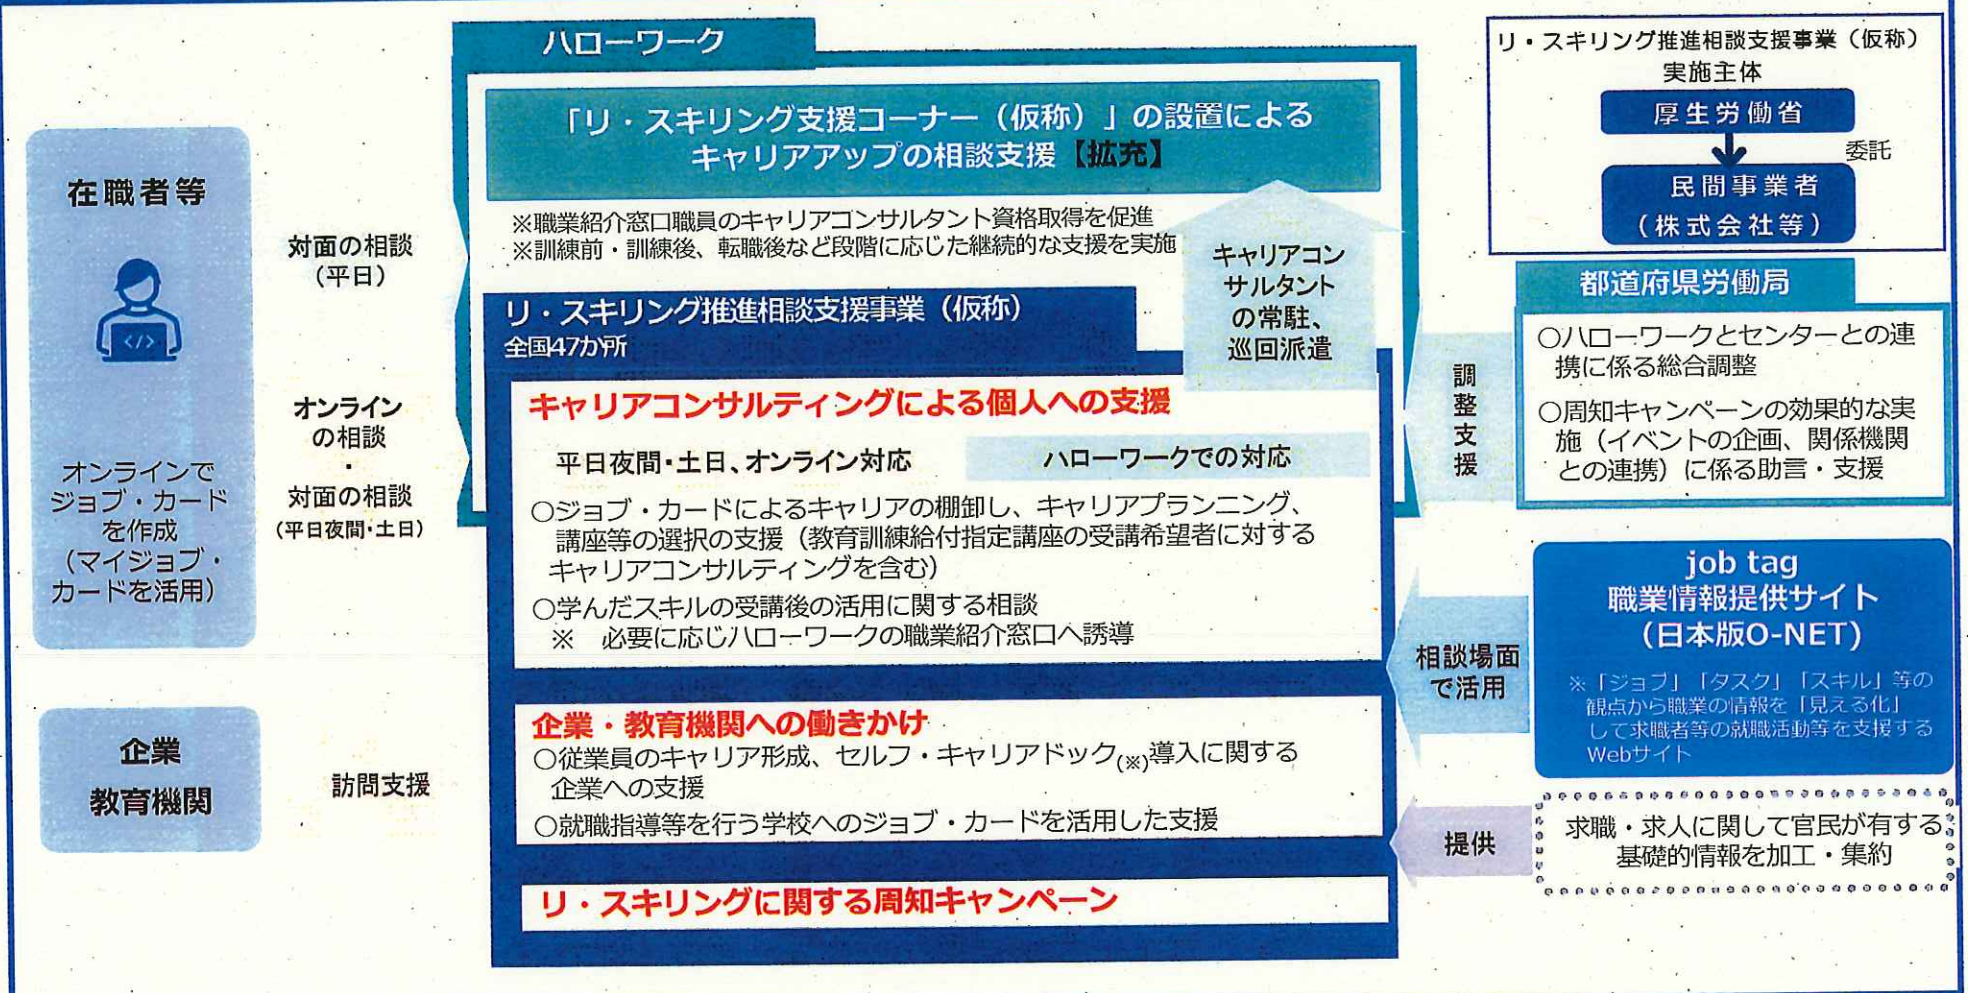 ハローワーク
「リ・スキリング支援コーナー（仮称）」の設置による
キャリアアップの相談支援【拡充】
※職業紹介窓口職員のキャリアコンサルタント資格取得を促進
※訓練前・訓練後、転職後など段階に応じた継続的な支援を実施
キャリアコン
サルタント
の常駐、
巡回派遣
在職者等
</>
オンラインで
ジョブ・カード
を作成
（マイジョブ・
カードを活用）
対面の相談
（平日）
オンライン
の相談
・
対面の相談
（平日夜間・土日）
リ・スキリング推進相談支援事業（仮称）
全国47か所
キャリアコンサルティングによる個人への支援
平日夜間・土日、オンライン対応
ハローワークでの対応
○ジョブ・カードによるキャリアの棚卸し、キャリアプランニング、
講座等の選択の支援（教育訓練給付指定講座の受講希望者に対する
キャリアコンサルティングを含む）
○学んだスキルの受講後の活用に関する相談
※　必要に応じハローワークの職業紹介窓口へ誘導
企業
教育機関
訪問支援
企業・教育機関への働きかけ
○従業員のキャリア形成、セルフ・キャリアドック(※)導入に関する
企業への支援
○就職指導等を行う学校へのジョブ・カードを活用した支援
リ・スキリングに関する周知キャンペーン
リ・スキリング推進相談支援事業（仮称）
実施主体
厚生労働省
委託
民間事業者
（株式会社等）
都道府県労働局
○ハローワークとセンターとの連
携に係る総合調整
○周知キャンペーンの効果的な実
施（イベントの企画、関係機関
との連携）に係る助言・支援
調整支援
job tag
職業情報提供サイト
（日本版O-NET）
※「ジョブ」「タスク」「スキル」等の
観点から職業の情報を「見える化」
して求職者等の就職活動等を支援する
Webサイト
相談場面
で活用
求職・求人に関して官民が有する
基礎的情報を加工・集約
提供